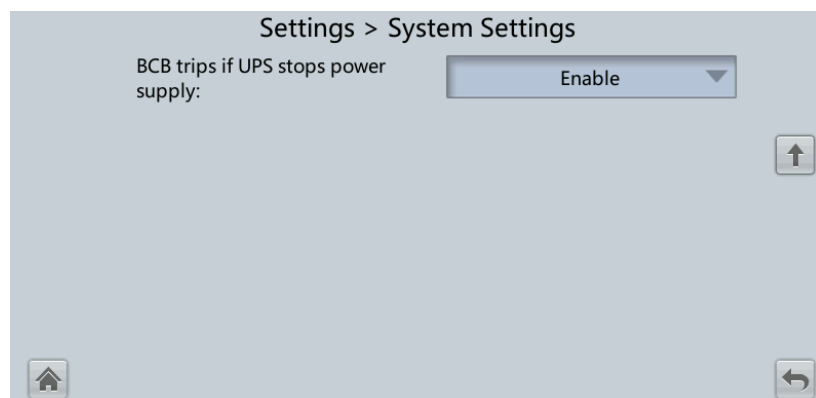 Settings > System Settings
BCB trips if UPS stops power
supply:
Enable